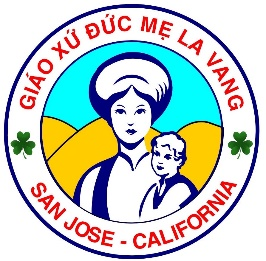 GIÁO XỨ ĐỨC MẸ LA VANG
SAN JOSE - CALIFORNIA